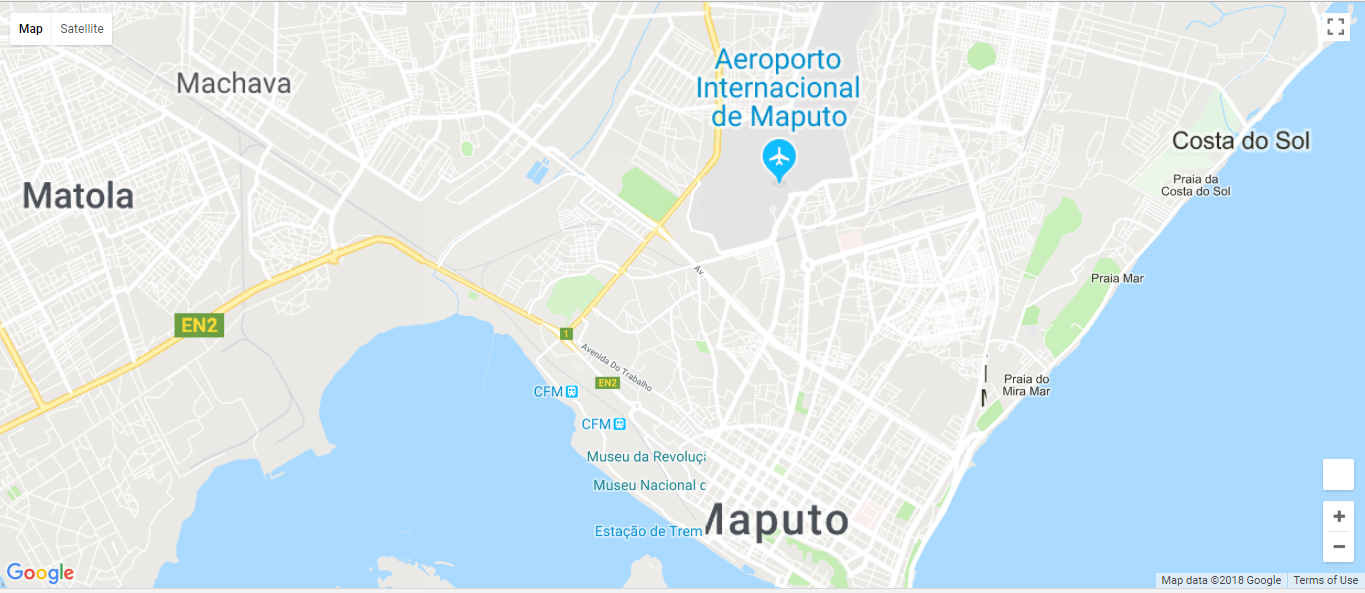 Map Satellite
Machava
Matola
Aeroporto
Internacional
de Maputo
Costa do Sol
Praia da
Costa do Sol
Praia Mar
Av.
EN2
1
Avenida Do Trabalho
EN2
CFM
CFM
Praia do
Mira Mar
Museu da Revoluç
Museu Nacional
Estação de Trem
Maputo
Google
+
−
Map data ©2018 Google Terms of Use